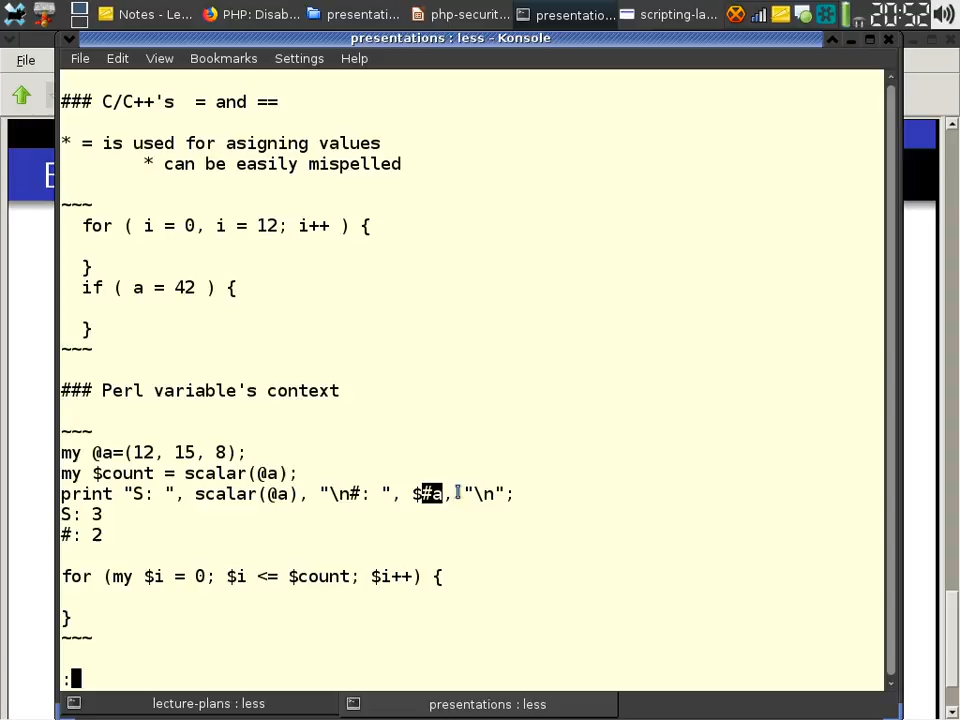 Notes - Le...
PHP: Disab...
presentati...
php-securit...
presentatio...
scripting-la...
20:52
presentations : less - Konsole
File
File Edit View Bookmarks Settings Help
### C/C++'s = and ==
* = is used for asigning values
* can be easily mispelled
~~~
for ( i = 0, i = 12; i++ ) {
}
if ( a = 42 ) {
}
~~~
### Perl variable's context
~~~
my @a=(12, 15, 8);
my $count = scalar(@a);
print "S: ", scalar(@a), "\n#: ", $#a, "\n";
S: 3
#: 2
for (my $i = 0; $i <= $count; $i++) {
}
~~~
:
lecture-plans : less
presentations : less